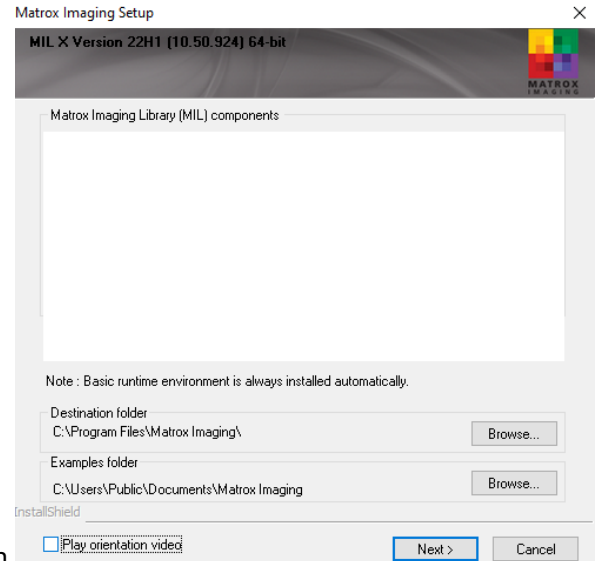 Matrox Imaging Setup
MIL X Version 22H1 (10.50.924) 64-bit
MATROX
IMAGING
Matrox Imaging Library (MIL) components
Note : Basic runtime environment is always installed automatically.
Destination folder
C:\Program Files\Matrox Imaging\
Browse...
Examples folder
C:\Users\Public\Documents\Matrox Imaging
Browse...
InstallShield
Play orientation video
Next >
Cancel